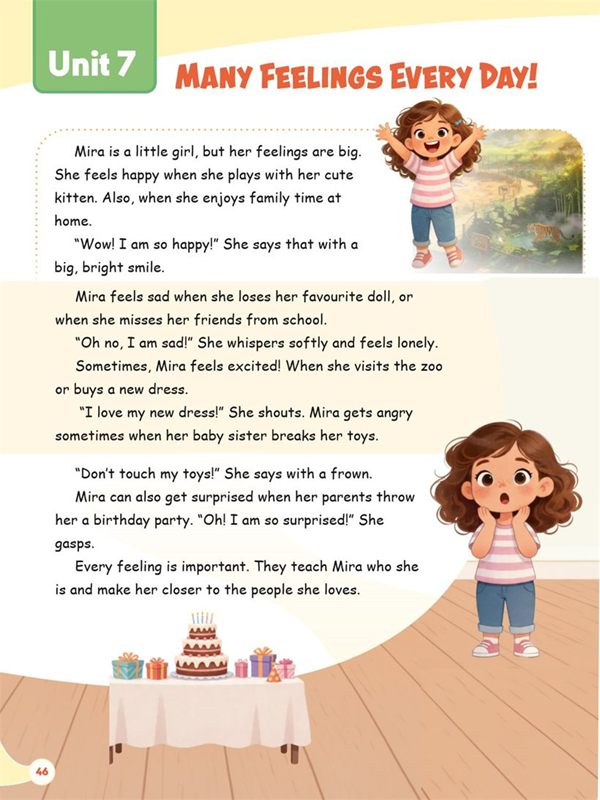 Unit 7
MANY FEELINGS EVERY DAY!
Mira is a little girl, but her feelings are big.
She feels happy when she plays with her cute
kitten. Also, when she enjoys family time at
home.
“Wow! I am so happy!” She says that with a
big, bright smile.
Mira feels sad when she loses her favourite doll, or
when she misses her friends from school.
“Oh no, I am sad!” She whispers softly and feels lonely.
Sometimes, Mira feels excited! When she visits the zoo
or buys a new dress.
“I love my new dress!” She shouts. Mira gets angry
sometimes when her baby sister breaks her toys.
“Don’t touch my toys!” She says with a frown.
Mira can also get surprised when her parents throw
her a birthday party. “Oh! I am so surprised!” She
gasps.
Every feeling is important. They teach Mira who she
is and make her closer to the people she loves.
46